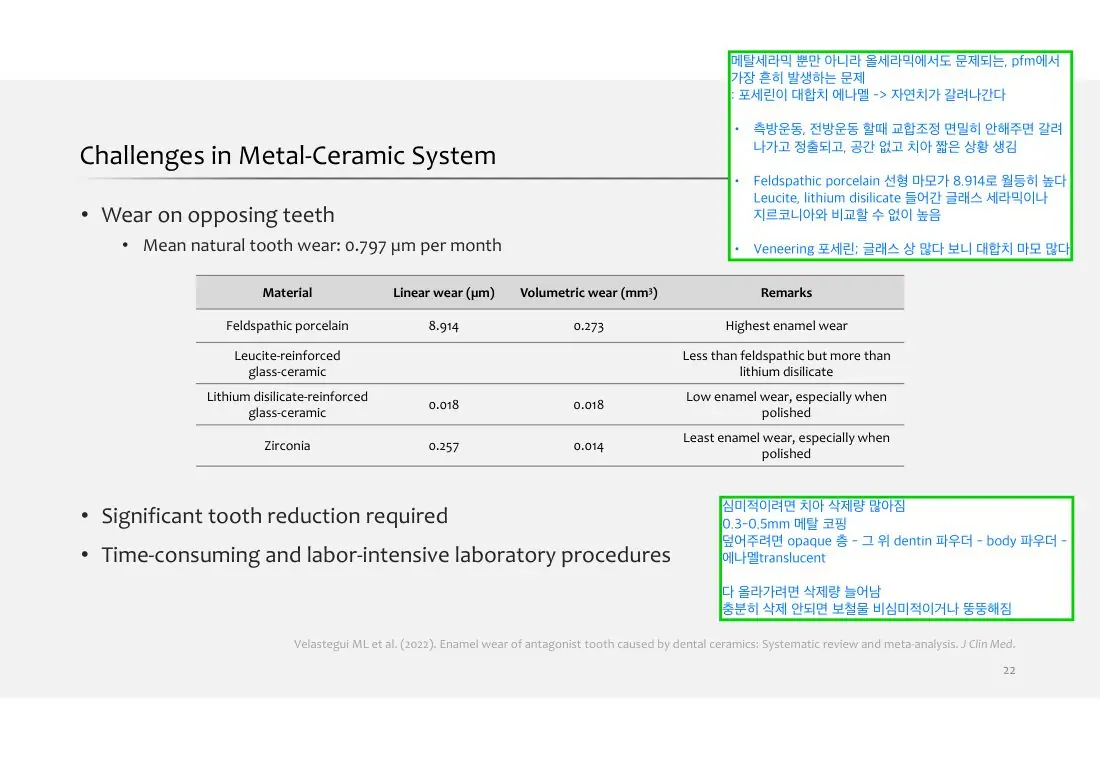 메탈세라믹 뿐만 아니라 올세라믹에서도 문제되는, pfm에서
가장 흔히 발생하는 문제
: 포세린이 대합치 에나멜 -> 자연치가 갈려나간다
• 측방운동, 전방운동 할때 교합조정 면밀히 안해주면 갈려
나가고 정출되고, 공간 없고 치아 짧은 상황 생김
• Feldspathic porcelain 선형 마모가 8.914로 월등히 높다
Leucite, lithium disilicate 들어간 글래스 세라믹이나
지르코니아와 비교할 수 없이 높음
• Veneering 포세린; 글래스 상 많다 보니 대합치 마모 많다
Challenges in Metal-Ceramic System
• Wear on opposing teeth
• Mean natural tooth wear: 0.797 µm per month
Material Linear wear (µm) Volumetric wear (mm³) Remarks
Feldspathic porcelain 8.914 0.273 Highest enamel wear
Leucite-reinforced
glass-ceramic
Less than feldspathic but more than
lithium disilicate
Lithium disilicate-reinforced
glass-ceramic
0.018 0.018
Low enamel wear, especially when
polished
Zirconia 0.257 0.014
Least enamel wear, especially when
polished
• Significant tooth reduction required
• Time-consuming and labor-intensive laboratory procedures
심미적이려면 치아 삭제량 많아짐
0.3-0.5mm 메탈 코핑
덮어주려면 opaque 층 – 그 위 dentin 파우더 – body 파우더 –
에나멜translucent
다 올라가려면 삭제량 늘어남
충분히 삭제 안되면 보철물 비심미적이거나 뚱뚱해짐
Velastegui ML et al. (2022). Enamel wear of antagonist tooth caused by dental ceramics: Systematic review and meta-analysis. J Clin Med.
22